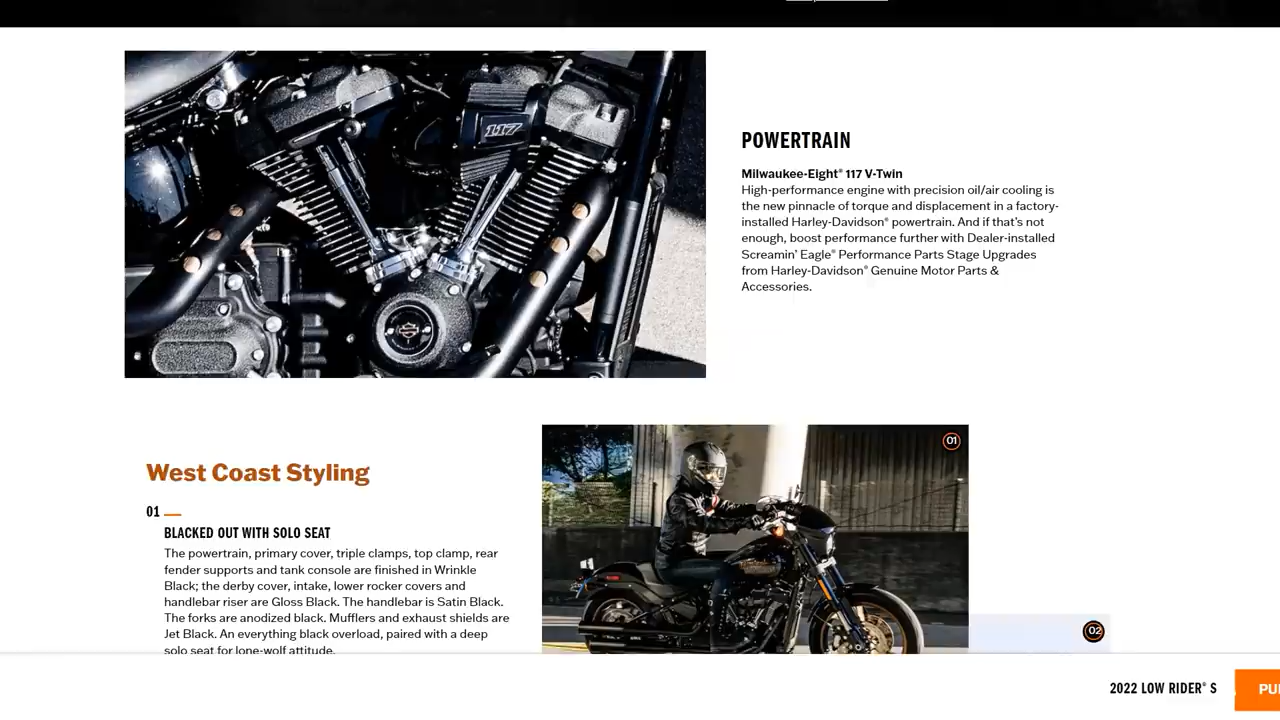 117
POWERTRAIN
Milwaukee-Eight® 117 V-Twin
High-performance engine with precision oil/air cooling is
the new pinnacle of torque and displacement in a factory-
installed Harley-Davidson® powertrain. And if that's not
enough, boost performance further with Dealer-installed
Screamin' Eagle® Performance Parts Stage Upgrades
from Harley-Davidson® Genuine Motor Parts &
Accessories.
West Coast Styling
01
BLACKED OUT WITH SOLO SEAT
The powertrain, primary cover, triple clamps, top clamp, rear
fender supports and tank console are finished in Wrinkle
Black; the derby cover, intake, lower rocker covers and
handlebar riser are Gloss Black. The handlebar is Satin Black.
The forks are anodized black. Mufflers and exhaust shields are
Jet Black. An everything black overload, paired with a deep
solo seat for lone-wolf attitude.
01
02
2022 LOW RIDER® S